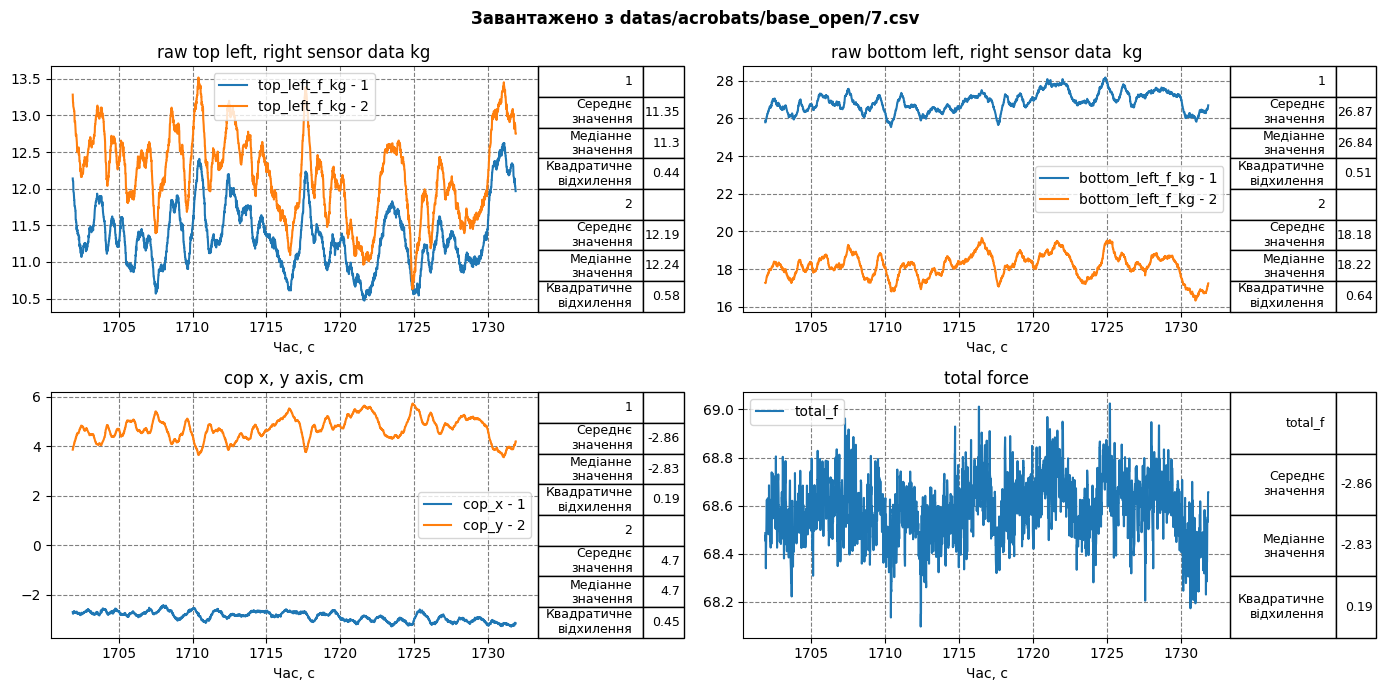 Завантажено з datas/acrobats/base_open/7.csv
raw top left, right sensor data kg
13.5
13.0
12.5
12.0
11.5
11.0
10.5
top_left_f_kg - 1
top_left_f_kg - 2
1705
1710
1715
1720
1725
1730
Час, с
1
Середнє
значення
11.35
Медіанне
значення
11.3
Квадратичне
відхилення
0.44
2
Середнє
значення
12.19
Медіанне
значення
12.24
Квадратичне
відхилення
0.58
raw bottom left, right sensor data  kg
28
26
24
22
20
18
16
bottom_left_f_kg - 1
bottom_left_f_kg - 2
1705
1710
1715
1720
1725
1730
Час, с
1
Середнє
значення
26.87
Медіанне
значення
26.84
Квадратичне
відхилення
0.51
2
Середнє
значення
18.18
Медіанне
значення
18.22
Квадратичне
відхилення
0.64
cop x, y axis, cm
6
4
2
0
−2
cop_x - 1
cop_y - 2
1705
1710
1715
1720
1725
1730
Час, с
1
Середнє
значення
-2.86
Медіанне
значення
-2.83
Квадратичне
відхилення
0.19
2
Середнє
значення
4.7
Медіанне
значення
4.7
Квадратичне
відхилення
0.45
total force
69.0
68.8
68.6
68.4
68.2
total_f
1705
1710
1715
1720
1725
1730
Час, с
total_f
Середнє
значення
-2.86
Медіанне
значення
-2.83
Квадратичне
відхилення
0.19